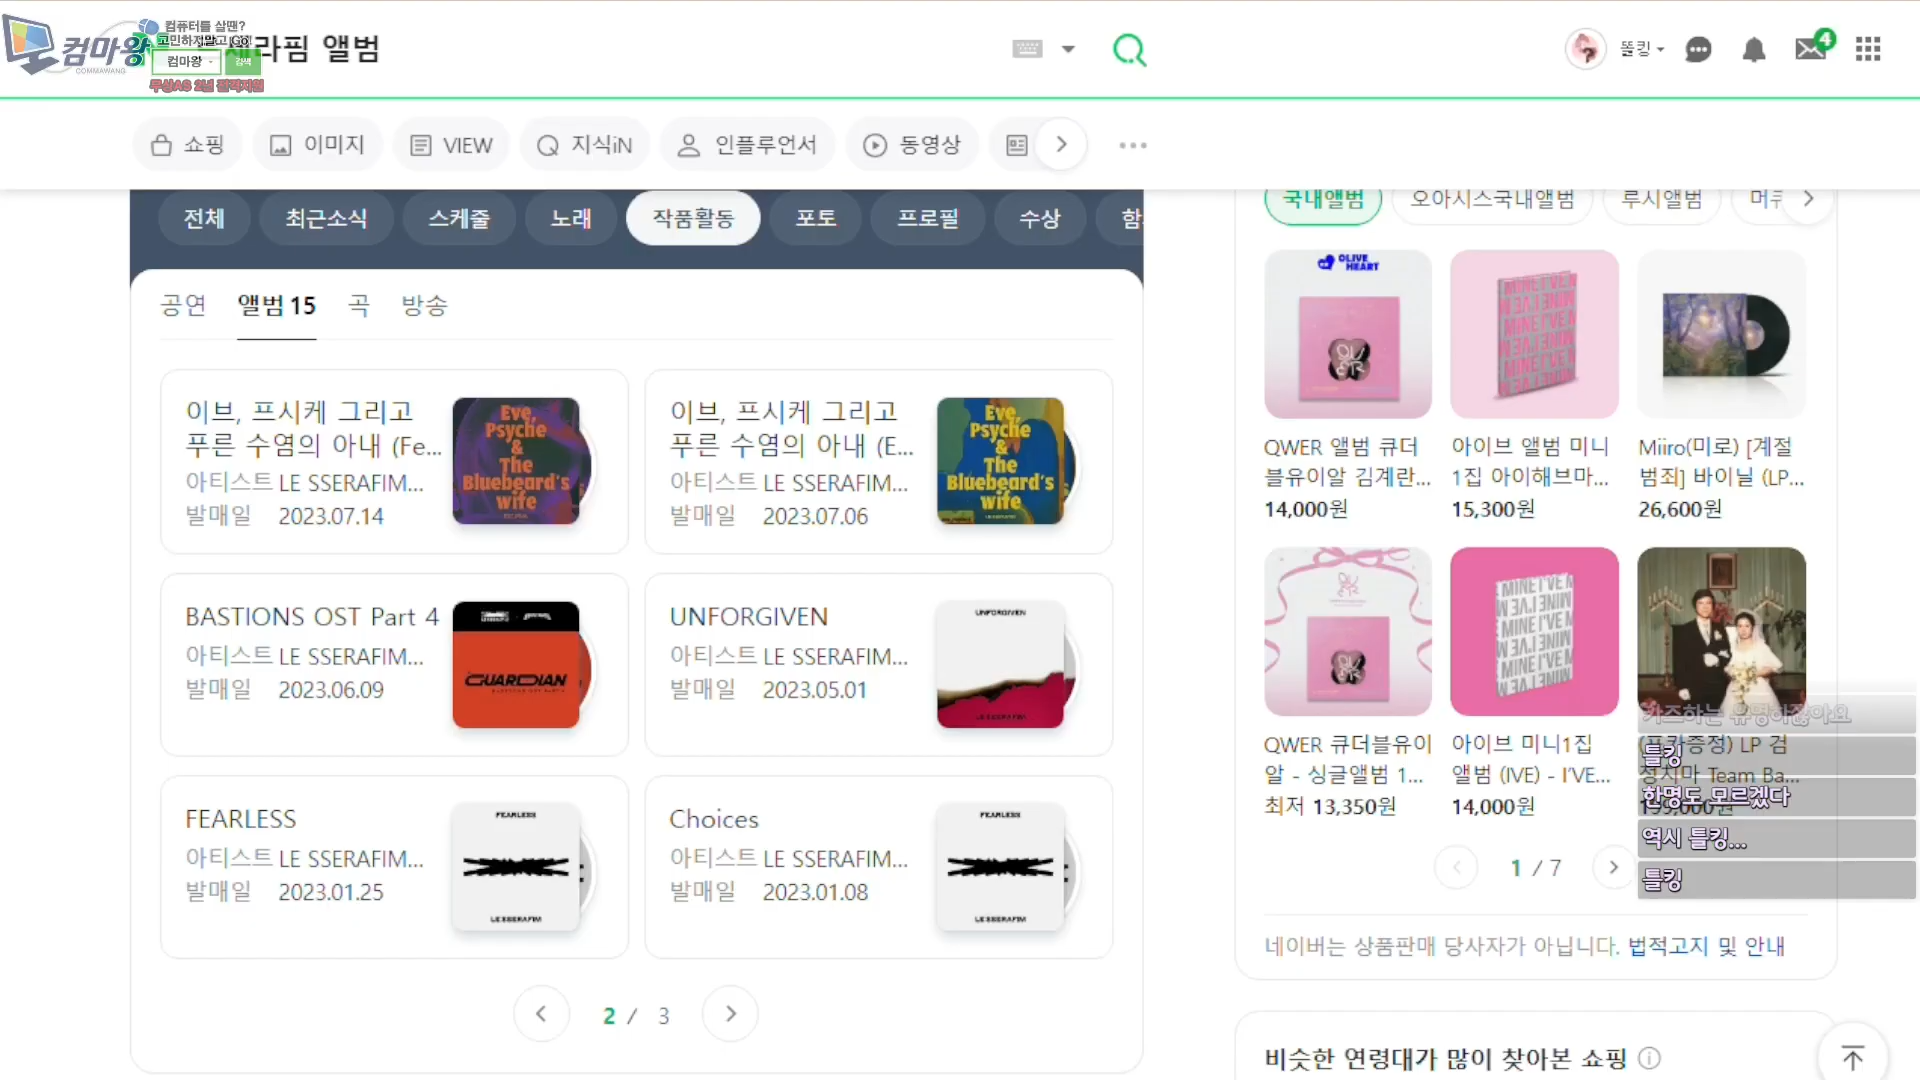 컴퓨터를 살땐?
고민하지말고 Go!
컴마왕
COMMAWANG
컴마왕
검색
무상AS 2년 전격지원
세라핌 앨범
똘킹
4
쇼핑
이미지
VIEW
지식iN
인플루언서
동영상
전체
최근소식
스케줄
노래
작품활동
포토
프로필
수상
공연
앨범 15
곡
방송
이브, 프시케 그리고
푸른 수염의 아내 (Fe...
아티스트 LE SSERAFIM...
발매일 2023.07.14
Eve,
Psyche
&
The
Bluebeard's
wife
이브, 프시케 그리고
푸른 수염의 아내 (E...
아티스트 LE SSERAFIM...
발매일 2023.07.06
Eve,
Psyche
&
The
Bluebeard's
wife
BASTIONS OST Part 4
아티스트 LE SSERAFIM...
발매일 2023.06.09
GUARDIAN
UNFORGIVEN
아티스트 LE SSERAFIM...
발매일 2023.05.01
UNFORGIVEN
LE SSERAFIM
FEARLESS
아티스트 LE SSERAFIM...
발매일 2023.01.25
FEARLESS
LE SSERAFIM
Choices
아티스트 LE SSERAFIM...
발매일 2023.01.08
FEARLESS
LE SSERAFIM
2 / 3
국내앨범
오아시스국내앨범
루시앨범
OLIVE
HEART
QWER 앨범 큐더
블유이알 김계란...
14,000원
아이브 앨범 미니
1집 아이해브마...
15,300원
Miiro(미로) [계절
범죄] 바이닐 (LP...
26,600원
QWER 큐더블유이
알 - 싱글앨범 1...
최저 13,350원
아이브 미니1집
앨범 (IVE) - I'VE...
14,000원
(포카증정) LP 검
정치마 Team Ba...
카즈하는 유명하잖아요
틀킹
한명도 모르겠다
역시 틀킹...
틀킹
1 / 7
네이버는 상품판매 당사자가 아닙니다. 법적고지 및 안내
비슷한 연령대가 많이 찾아본 쇼핑